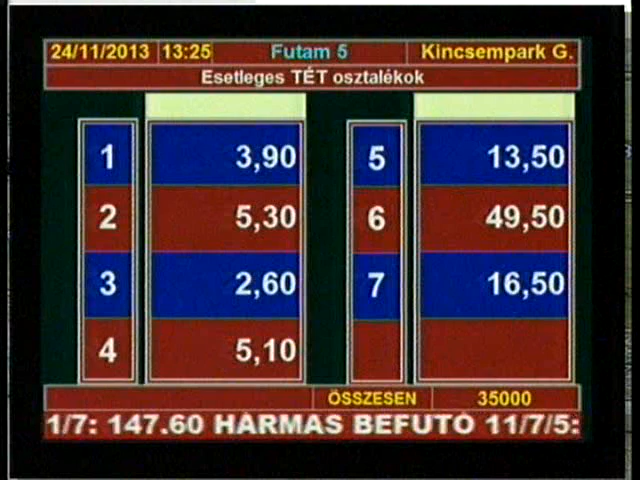 24/11/2013 13:25 Futam 5 Kincsempark G.
Esetleges TÉT osztalékok
1 3,90 5 13,50
2 5,30 6 49,50
3 2,60 7 16,50
4 5,10
ÖSSZESEN 35000
1/7: 147.60 HÁRMAS BEFUTÓ 11/7/5: